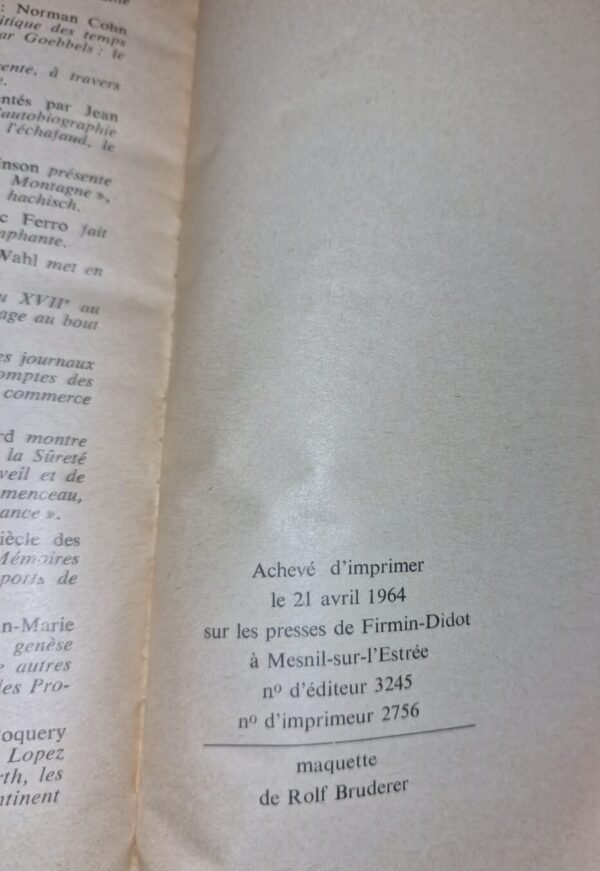 : Norman Cohn
itique des temps
ar Goebbels : le
ente, à travers
e.
ntés par Jean
'autobiographie
l'échafaud, le
inson présente
Montagne »,
hachisch.
c Ferro fait
mphante.
Wahl met en
u XVIIe au
age au bout
es journaux
omptes des
commerce
rd montre
la Sûreté
veil et de
menceau,
ance ».
iècle des
Mémoires
ports de
n-Marie
genèse
e autres
les Pro-
oquery
Lopez
rth, les
ntinent
Achevé d'imprimer
le 21 avril 1964
sur les presses de Firmin-Didot
à Mesnil-sur-l'Estrée
nº d'éditeur 3245
nº d'imprimeur 2756
maquette
de Rolf Bruderer